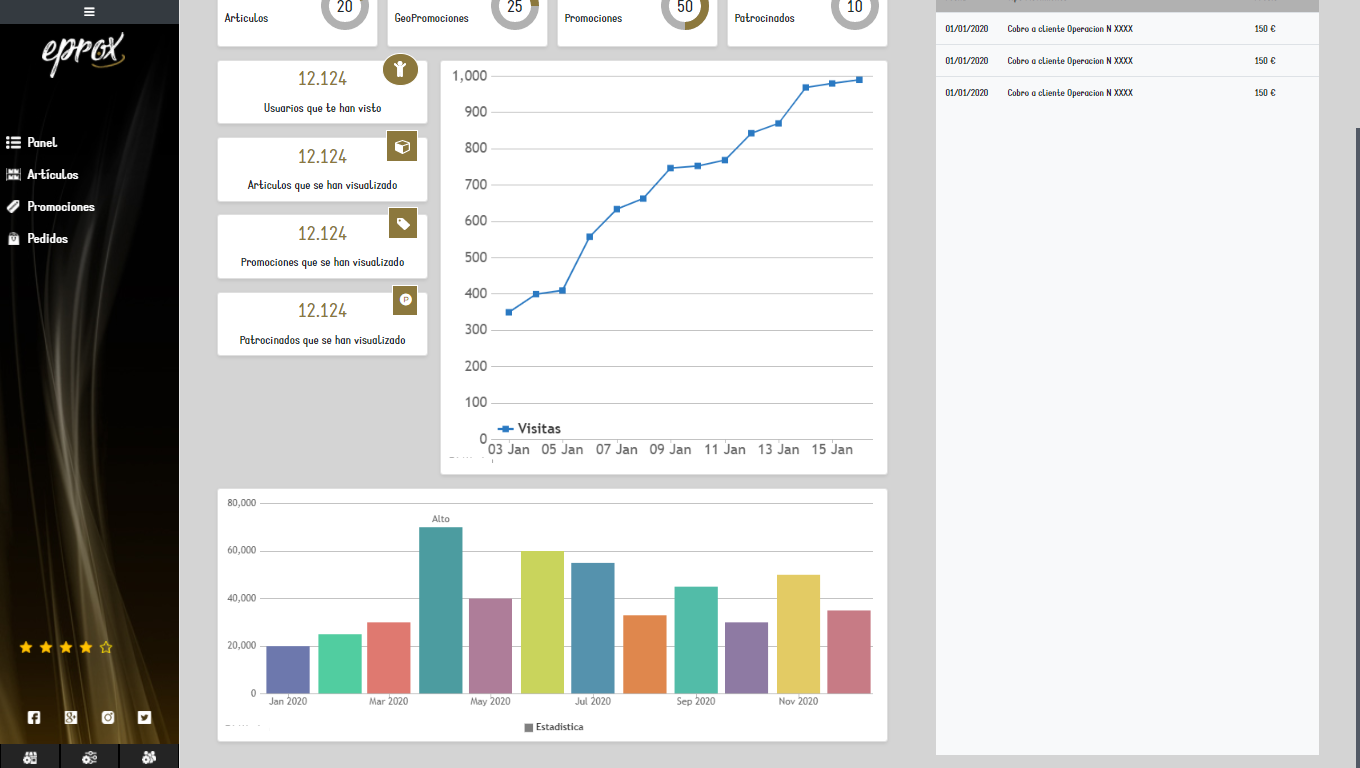 eprox
Panel
Artículos
Promociones
Pedidos
Articulos
20
GeoPromociones
25
Promociones
50
Patrocinados
10
12.124
Usuarios que te han visto
12.124
Articulos que se han visualizado
12.124
Promociones que se han visualizado
P
12.124
Patrocinados que se han visualizado
1,000
900
800
700
600
500
400
300
200
100
0
Visitas
03 Jan 05 Jan 07 Jan 09 Jan 11 Jan 13 Jan 15 Jan
80,000
60,000
40,000
20,000
0
Alto
Jan 2020 Mar 2020 May 2020 Jul 2020 Sep 2020 Nov 2020
Estadistica
01/01/2020 Cobro a cliente Operacion N XXXX 150 €
01/01/2020 Cobro a cliente Operacion N XXXX 150 €
01/01/2020 Cobro a cliente Operacion N XXXX 150 €